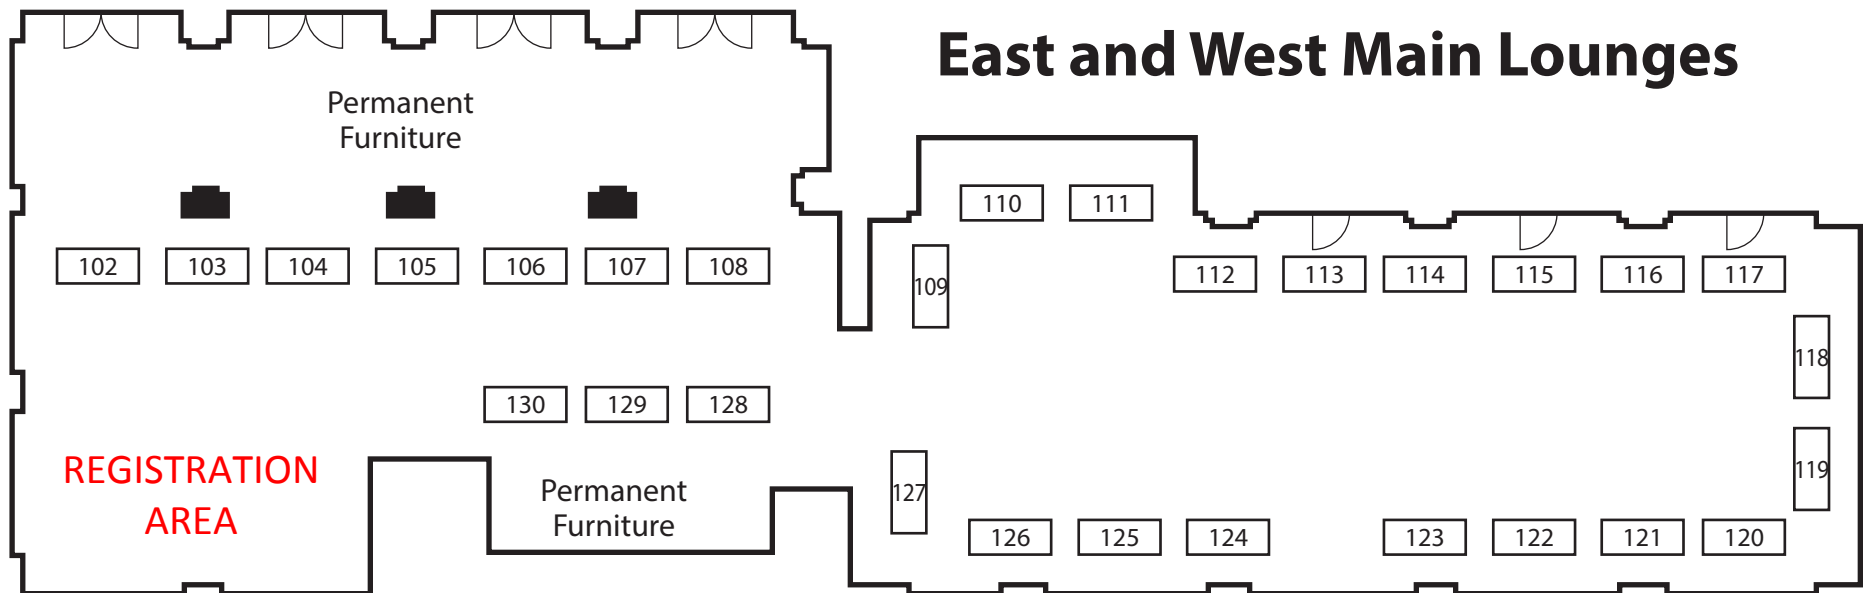 East and West Main Lounges
Permanent
Furniture
110 111
102 103 104 105 106 107 108
109
112 113 114 115 116 117
118
130 129 128
REGISTRATION
AREA
Permanent
Furniture
127
119
126 125 124 123 122 121 120